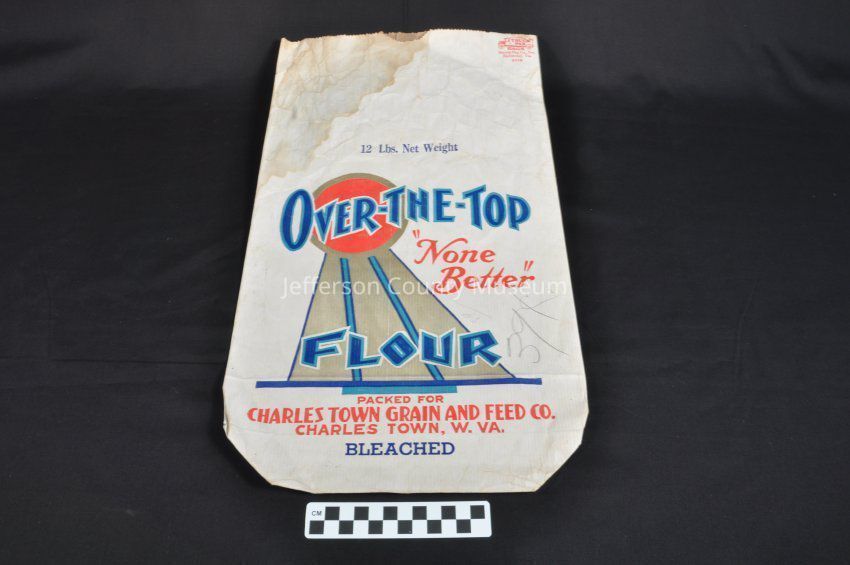 12 Lbs. Net Weight
OVER-THE-TOP
"None
Better"
Jefferson County Museum
FLOUR
PACKED FOR
CHARLES TOWN GRAIN AND FEED CO.
CHARLES TOWN, W. VA.
BLEACHED
CM